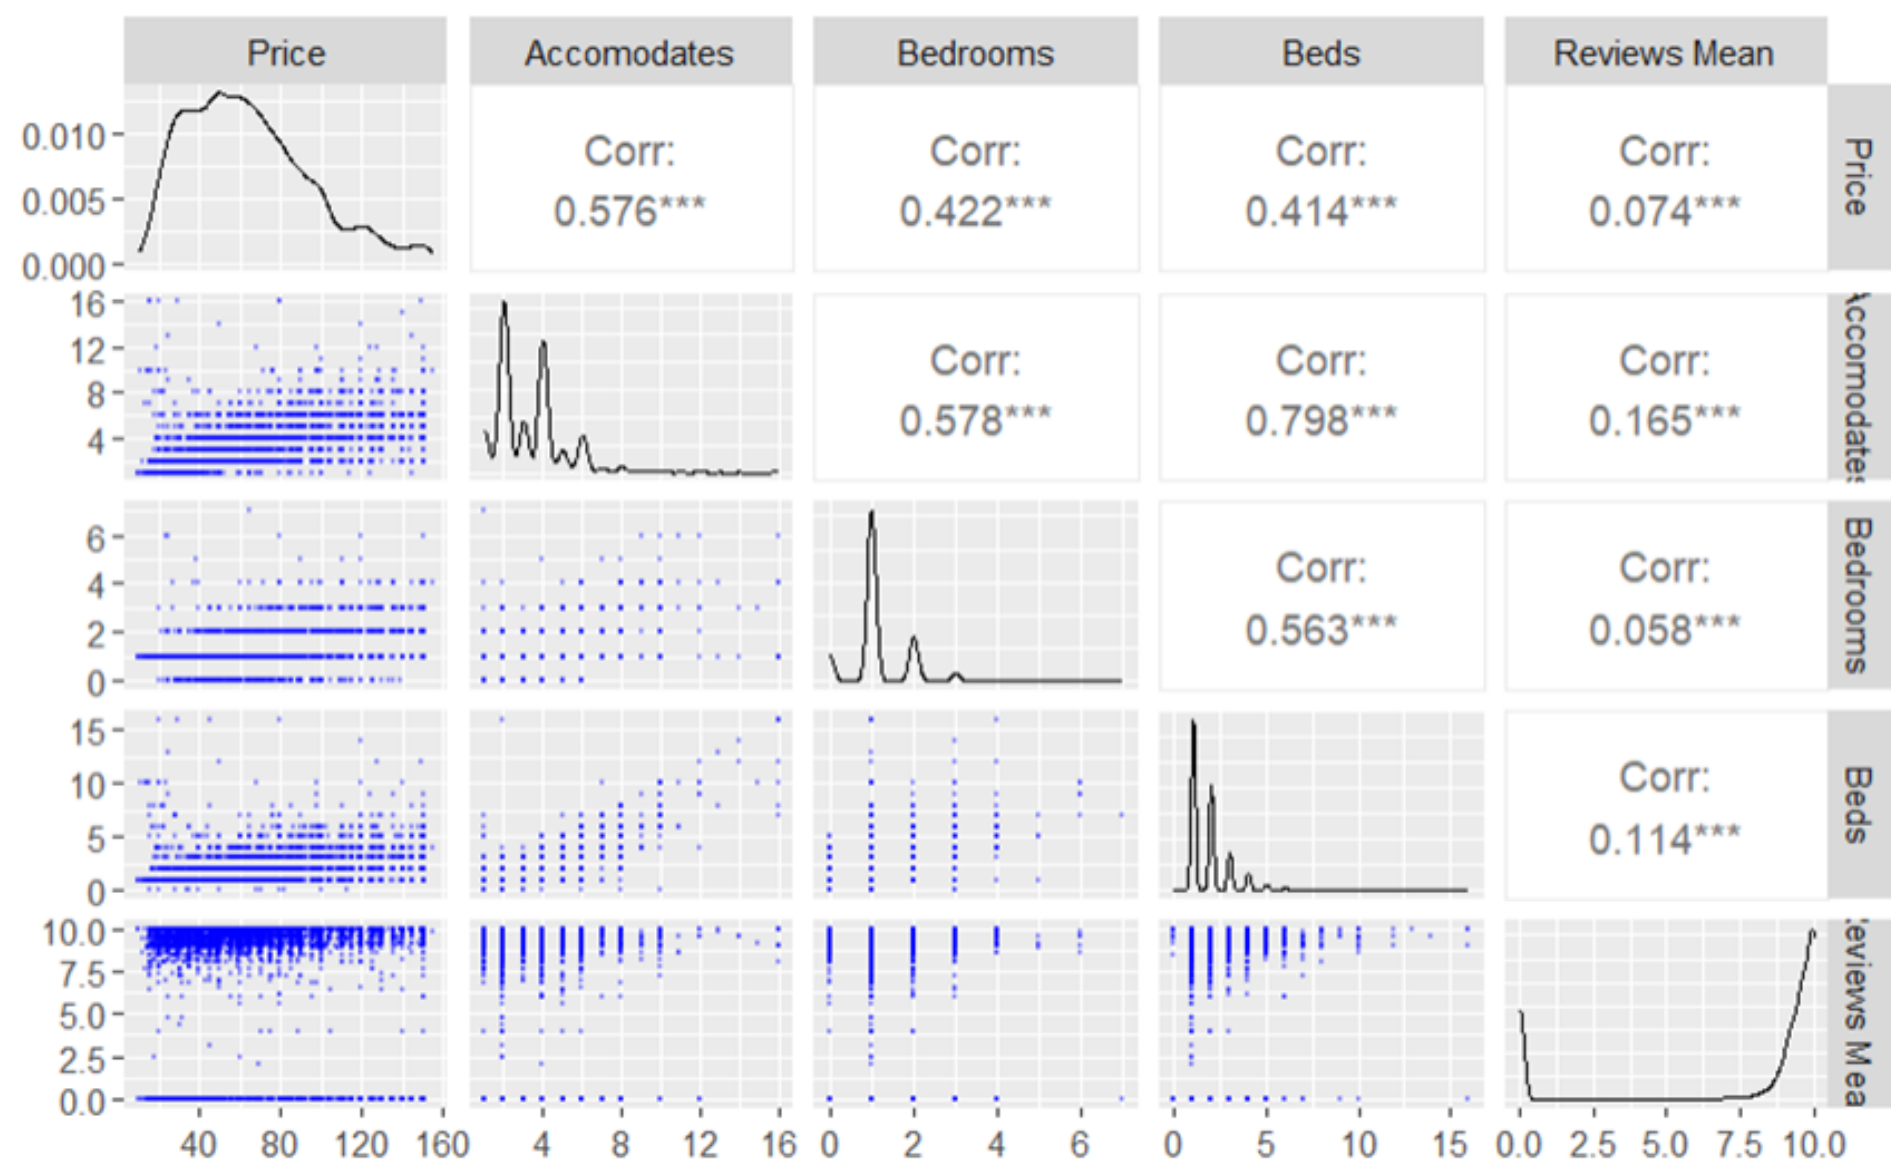 Price Accomodates Bedrooms Beds Reviews Mean
0.010
0.005
0.000
Corr:
0.576***
Corr:
0.422***
Corr:
0.414***
Corr:
0.074***
Price
16
12
8
4
Corr:
0.578***
Corr:
0.798***
Corr:
0.165***
Accomodates
6
4
2
0
Corr:
0.563***
Corr:
0.058***
Bedrooms
15
10
5
0
Corr:
0.114***
Beds
10.0
7.5
5.0
2.5
0.0
eviews Mea
40 80 120 160 4 8 12 16 0 2 4 6 0 5 10 15 0.0 2.5 5.0 7.5 10.0